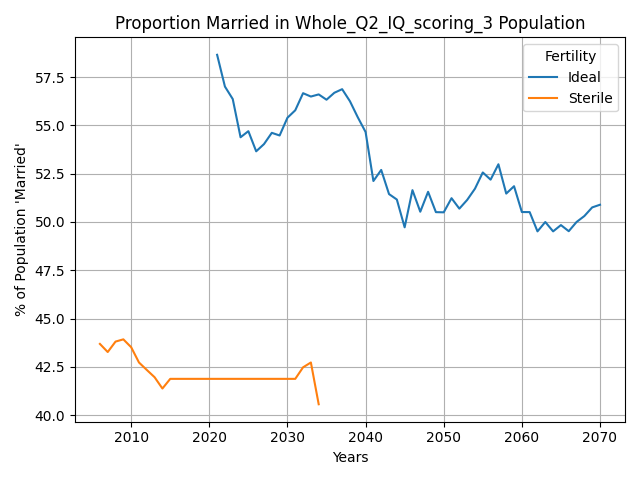 Proportion Married in Whole_Q2_IQ_scoring_3 Population
Fertility
Ideal
Sterile
% of Population 'Married'
57.5
55.0
52.5
50.0
47.5
45.0
42.5
40.0
2010 2020 2030 2040 2050 2060 2070
Years